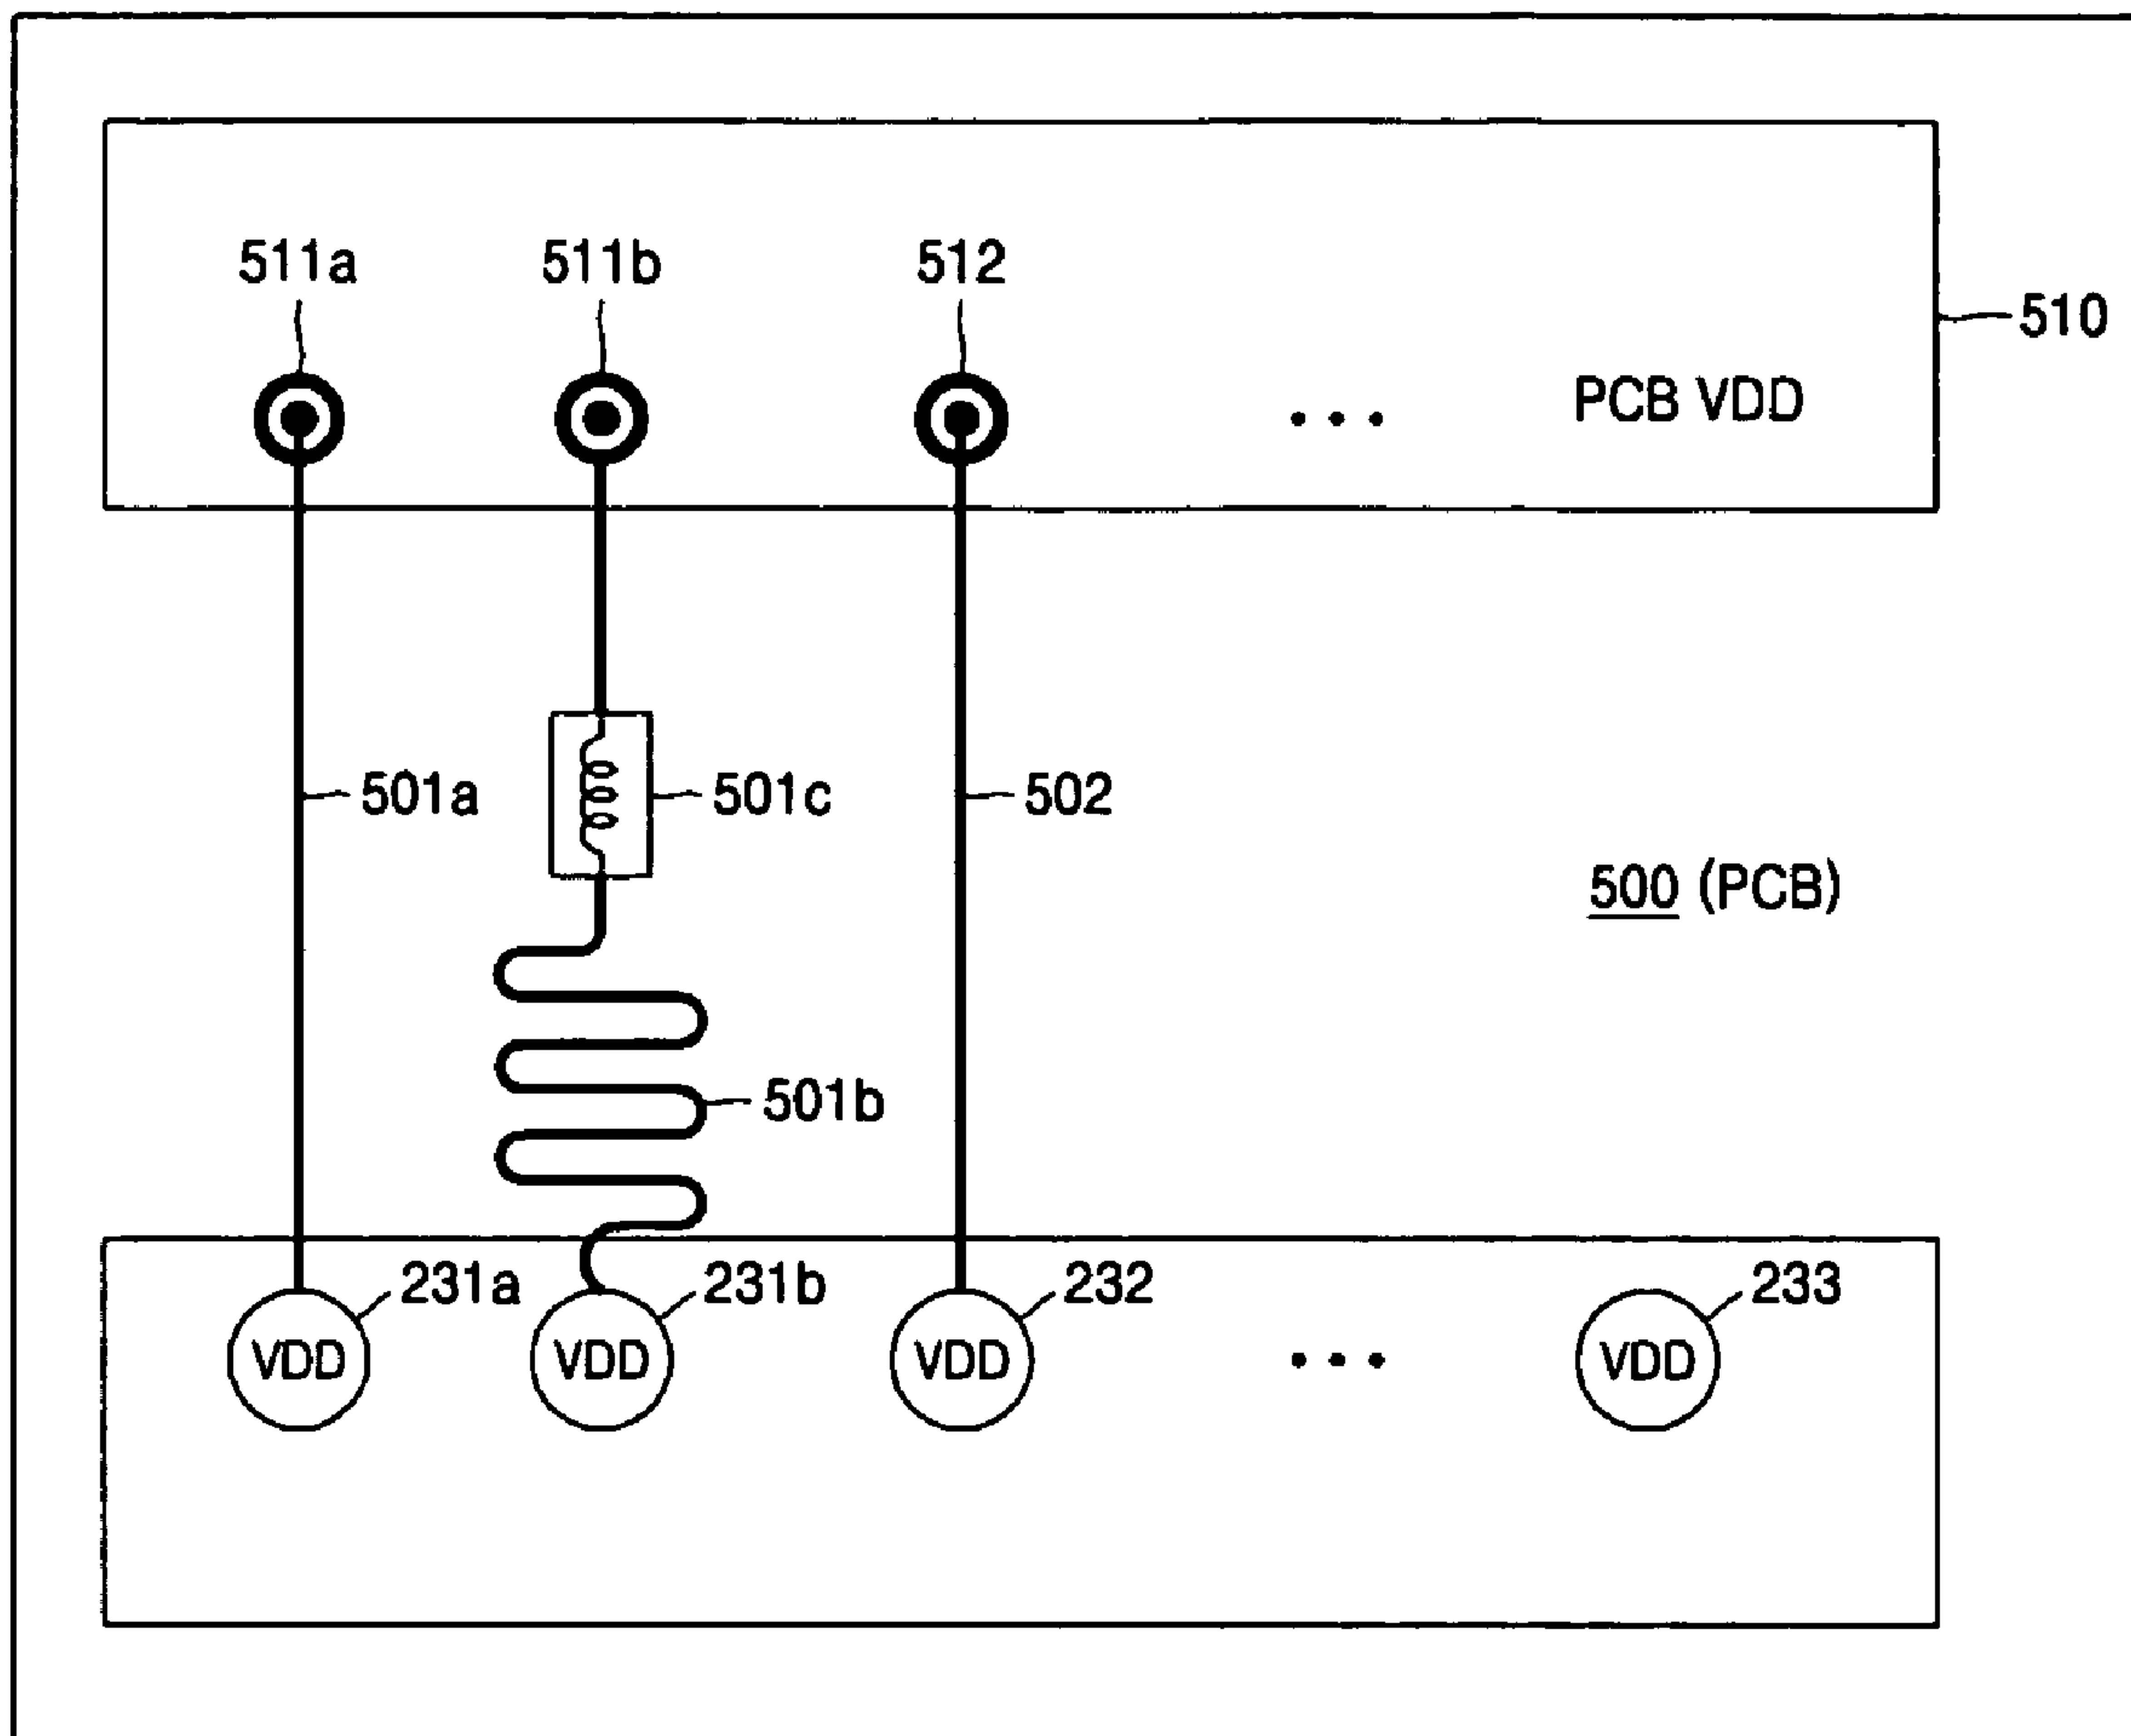 511a 511b 512
510
PCB VDD
501a 501c 502
500 (PCB)
501b
231a 231b 232 233
VDD VDD VDD VDD